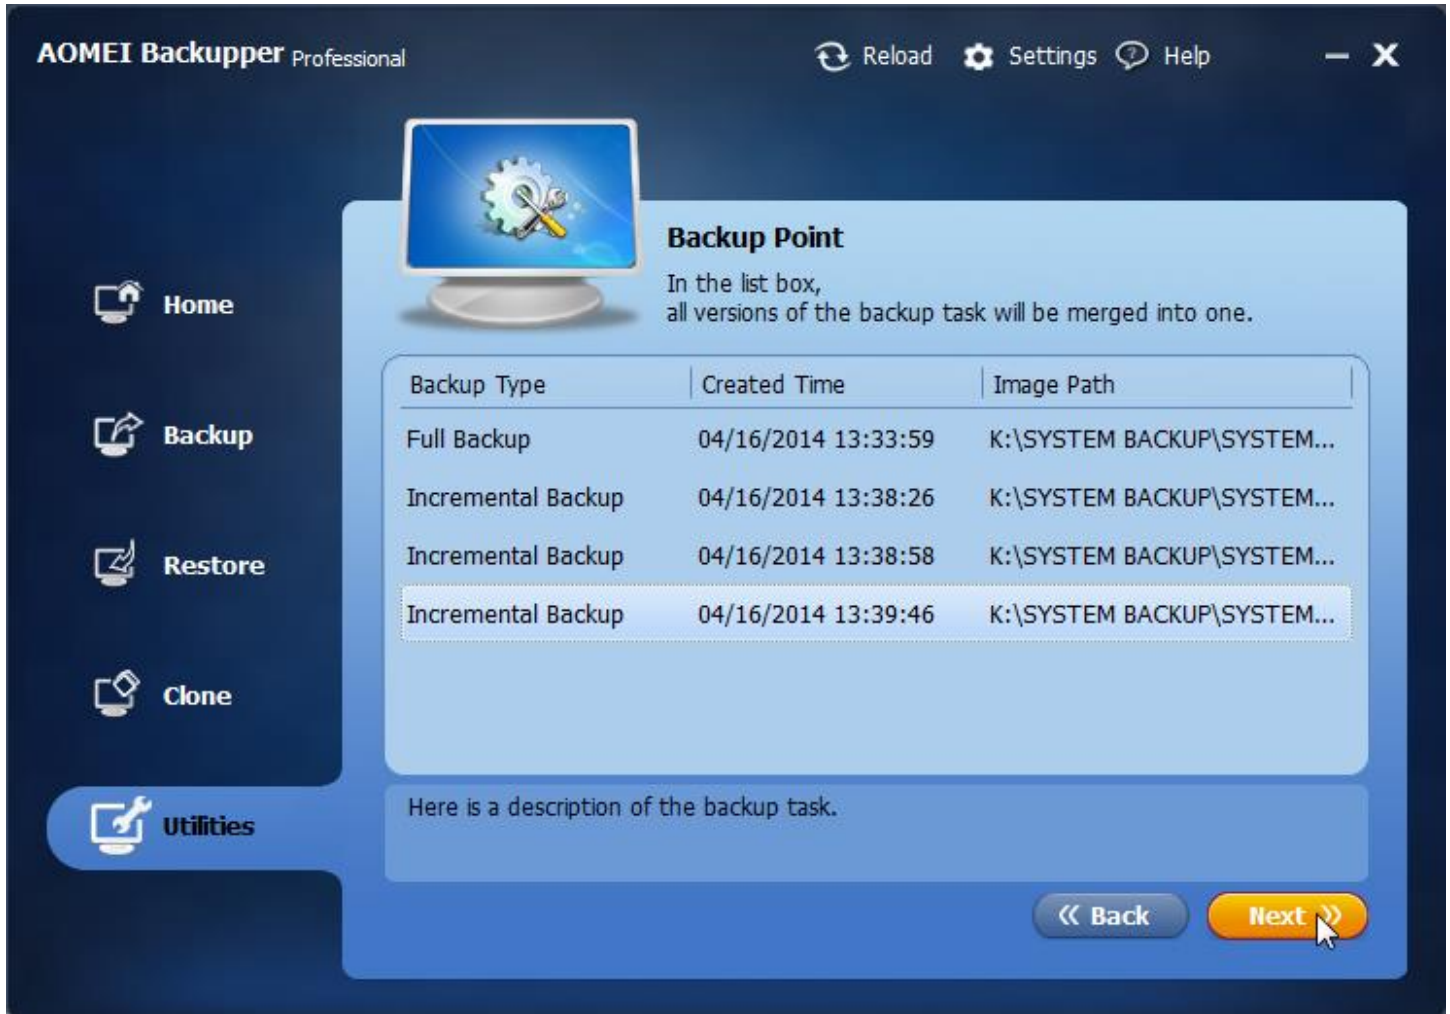 AOMEI Backupper Professional
Reload Settings Help
Backup Point
In the list box,
all versions of the backup task will be merged into one.
Home
Backup
Restore
Clone
Utilities
Backup Type Created Time Image Path
Full Backup 04/16/2014 13:33:59 K:\SYSTEM BACKUP\SYSTEM...
Incremental Backup 04/16/2014 13:38:26 K:\SYSTEM BACKUP\SYSTEM...
Incremental Backup 04/16/2014 13:38:58 K:\SYSTEM BACKUP\SYSTEM...
Incremental Backup 04/16/2014 13:39:46 K:\SYSTEM BACKUP\SYSTEM...
Here is a description of the backup task.
Back Next